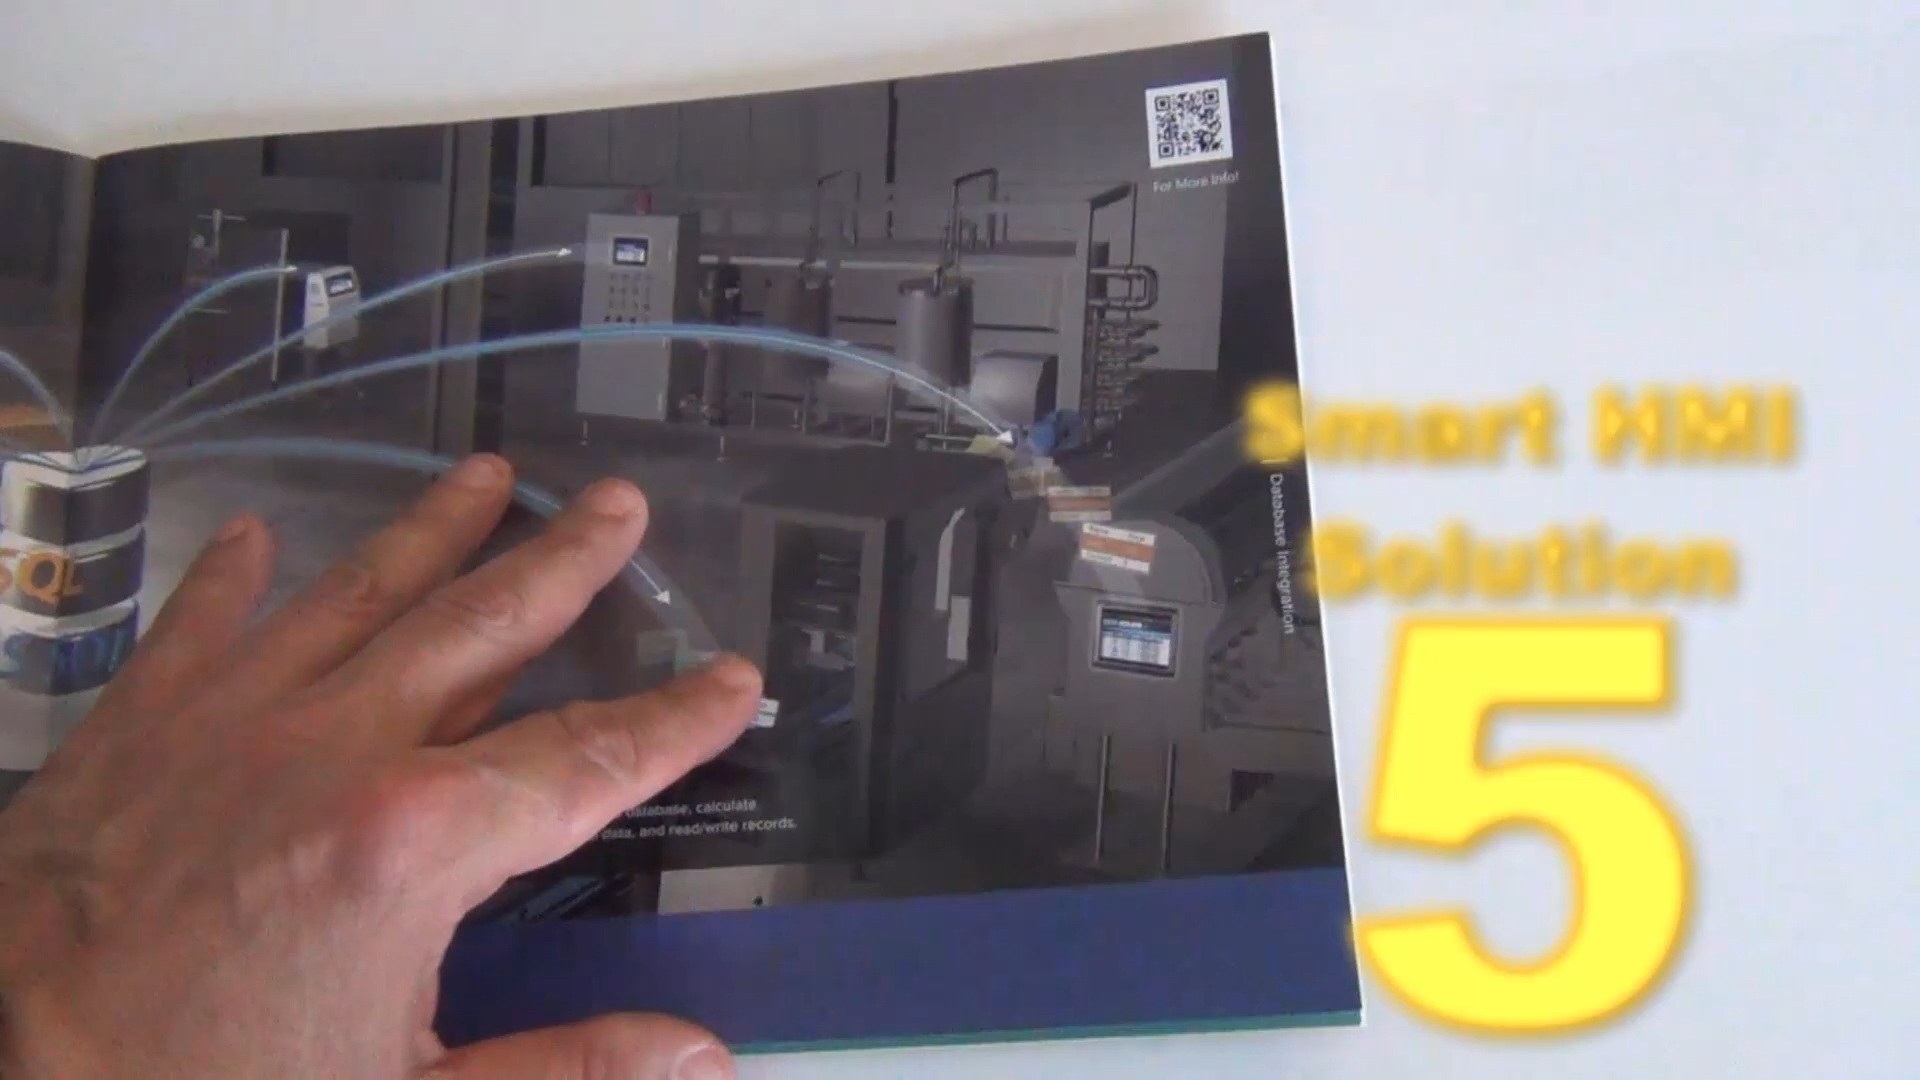 For More Info!
Smart HMI
Solution
5
Database Integration
SQL
database, calculate
data, and read/write records.